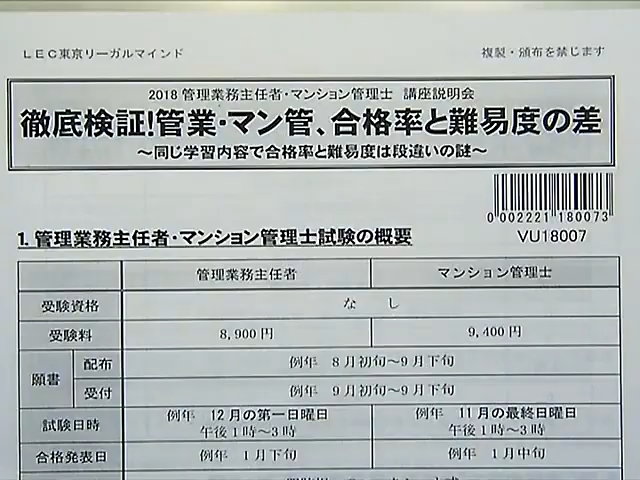 LEC東京リーガルマインド
複製・頒布を禁じます
2018 管理業務主任者・マンション管理士 講座説明会
徹底検証!管業・マン管、合格率と難易度の差
～同じ学習内容で合格率と難易度は段違いの謎～
0 002221 180073
VU18007
1. 管理業務主任者・マンション管理士試験の概要
管理業務主任者 マンション管理士
受験資格 なし
受験料 8,900円 9,400円
願書 配布 例年 8月初旬～9月下旬
受付 例年 9月初旬～9月下旬
試験日時 例年 12月の第一日曜日 例年 11月の最終日曜日
午後1時～3時 午後1時～3時
合格発表日 例年 1月下旬 例年 1月中旬